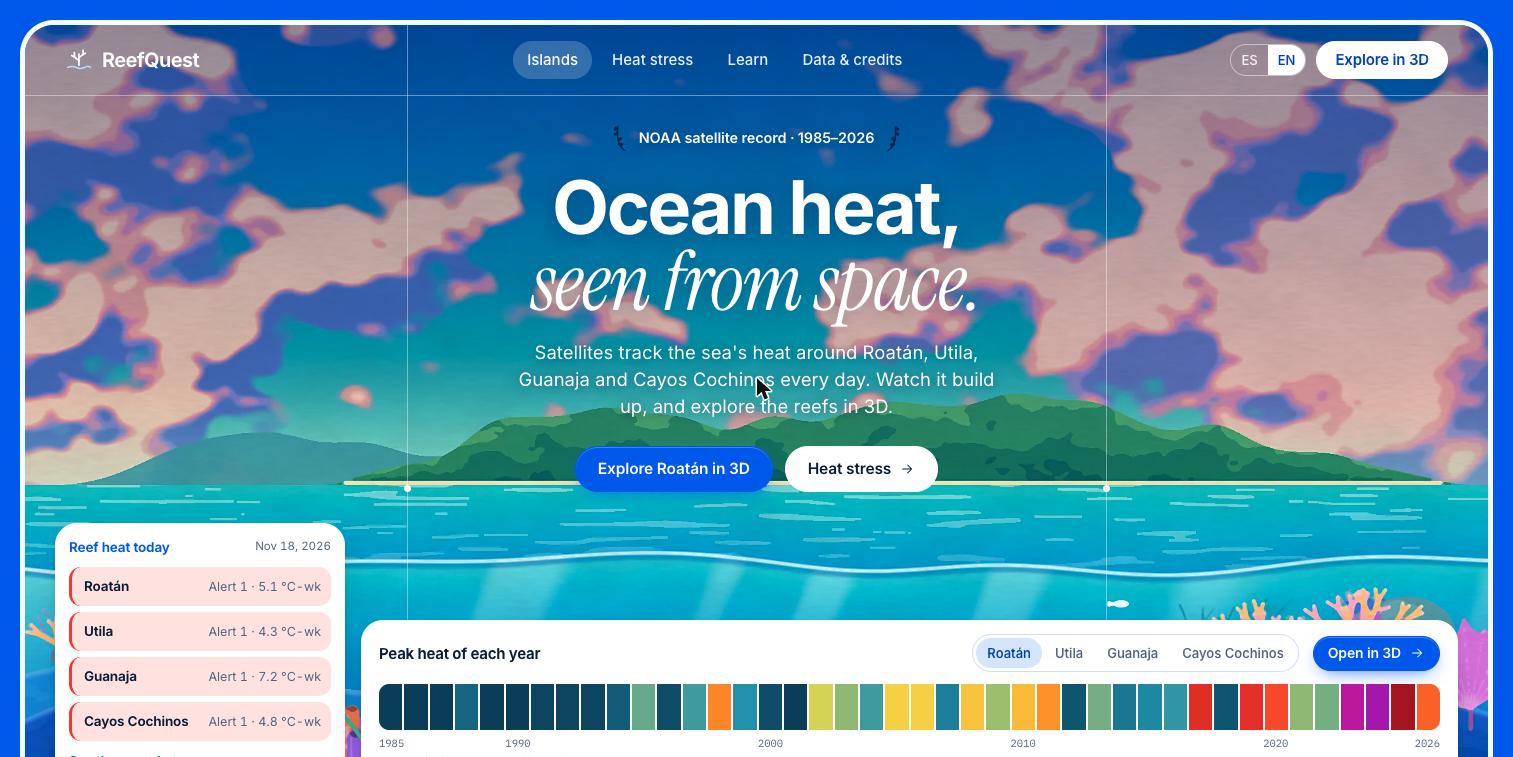 ReefQuest
Islands
Heat stress
Learn
Data & credits
ES
EN
Explore in 3D
NOAA satellite record · 1985–2026
Ocean heat,
seen from space.
Satellites track the sea's heat around Roatán, Utila,
Guanaja and Cayos Cochinos every day. Watch it build
up, and explore the reefs in 3D.
Explore Roatán in 3D
Heat stress →
Reef heat today
Nov 18, 2026
Roatán
Alert 1 · 5.1 °C-wk
Utila
Alert 1 · 4.3 °C-wk
Guanaja
Alert 1 · 7.2 °C-wk
Cayos Cochinos
Alert 1 · 4.8 °C-wk
Peak heat of each year
Roatán
Utila
Guanaja
Cayos Cochinos
Open in 3D →
1985
1990
2000
2010
2020
2026